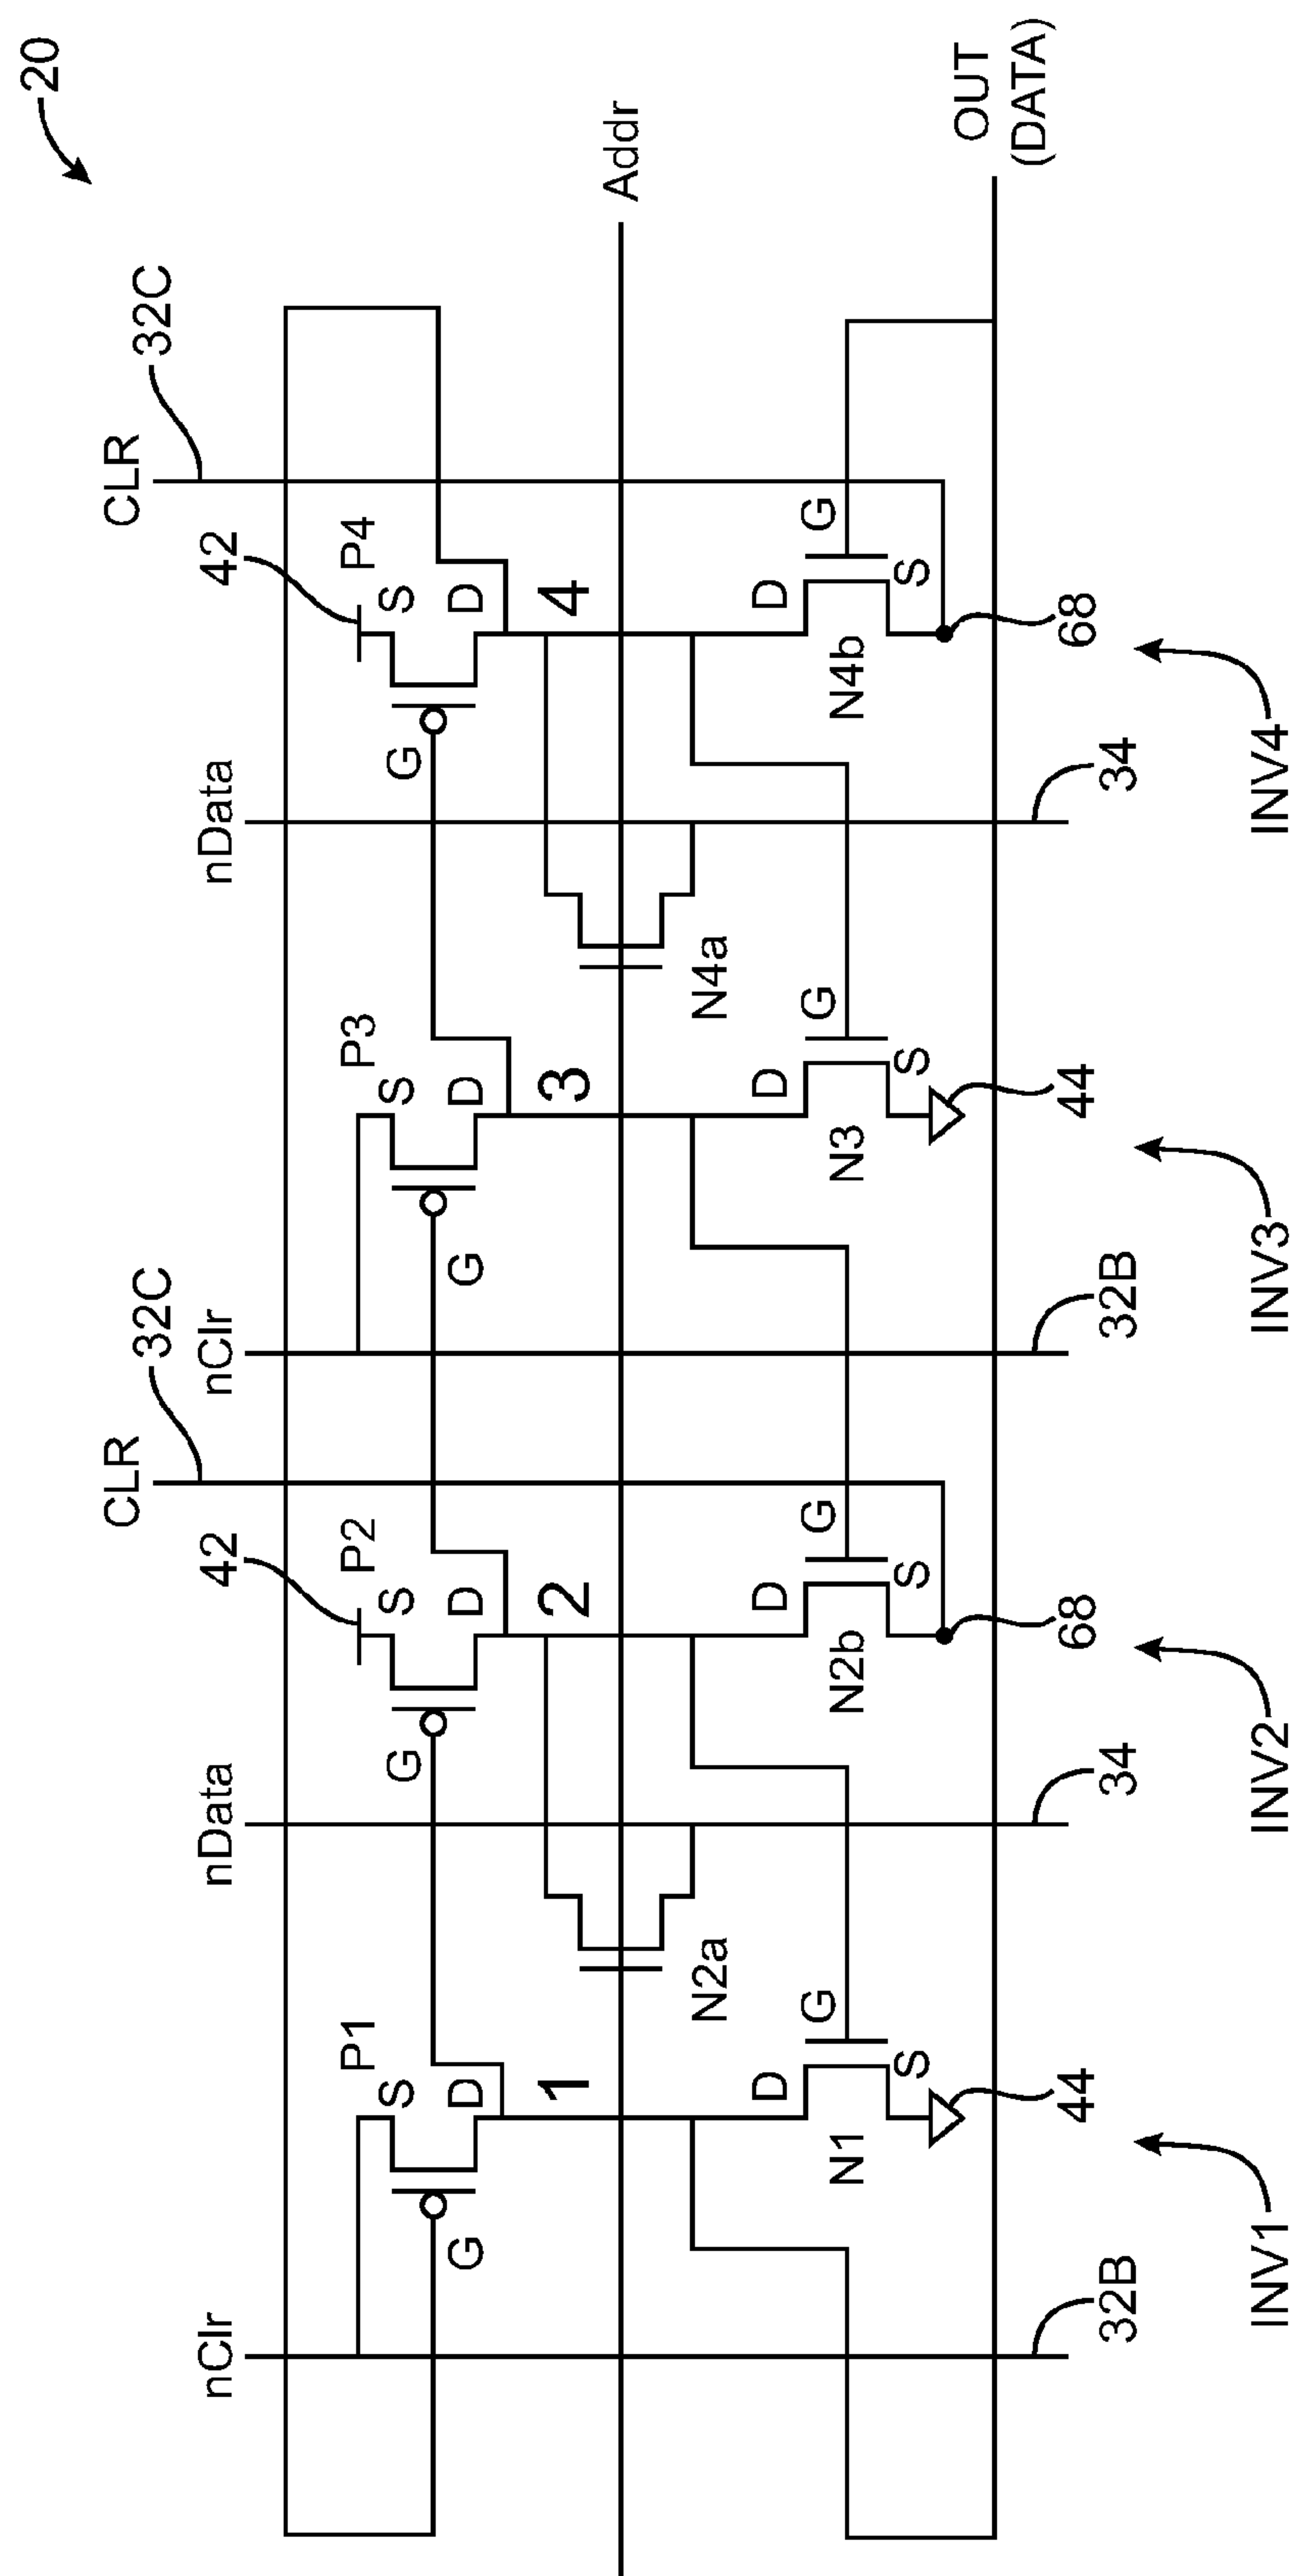 20
CLR
32C
CLR
32C
nClr
nData
42
nClr
nData
42
P1
S
D
G
P2
S
D
G
P3
S
D
G
P4
S
D
G
1
2
3
4
Addr
N2a
N4a
D
G
S
N1
D
G
S
N2b
D
G
S
N3
D
G
S
N4b
OUT
(DATA)
32B
44
34
68
32B
44
34
68
INV1
INV2
INV3
INV4